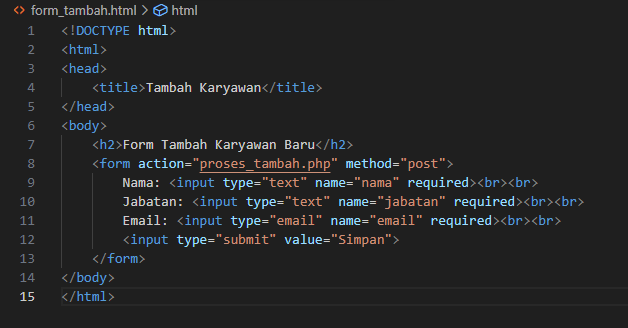 form_tambah.html > html
1 <!DOCTYPE html>
2 <html>
3 <head>
4     <title>Tambah Karyawan</title>
5 </head>
6 <body>
7     <h2>Form Tambah Karyawan Baru</h2>
8     <form action="proses_tambah.php" method="post">
9         Nama: <input type="text" name="nama" required><br><br>
10         Jabatan: <input type="text" name="jabatan" required><br><br>
11         Email: <input type="email" name="email" required><br><br>
12         <input type="submit" value="Simpan">
13     </form>
14 </body>
15 </html>